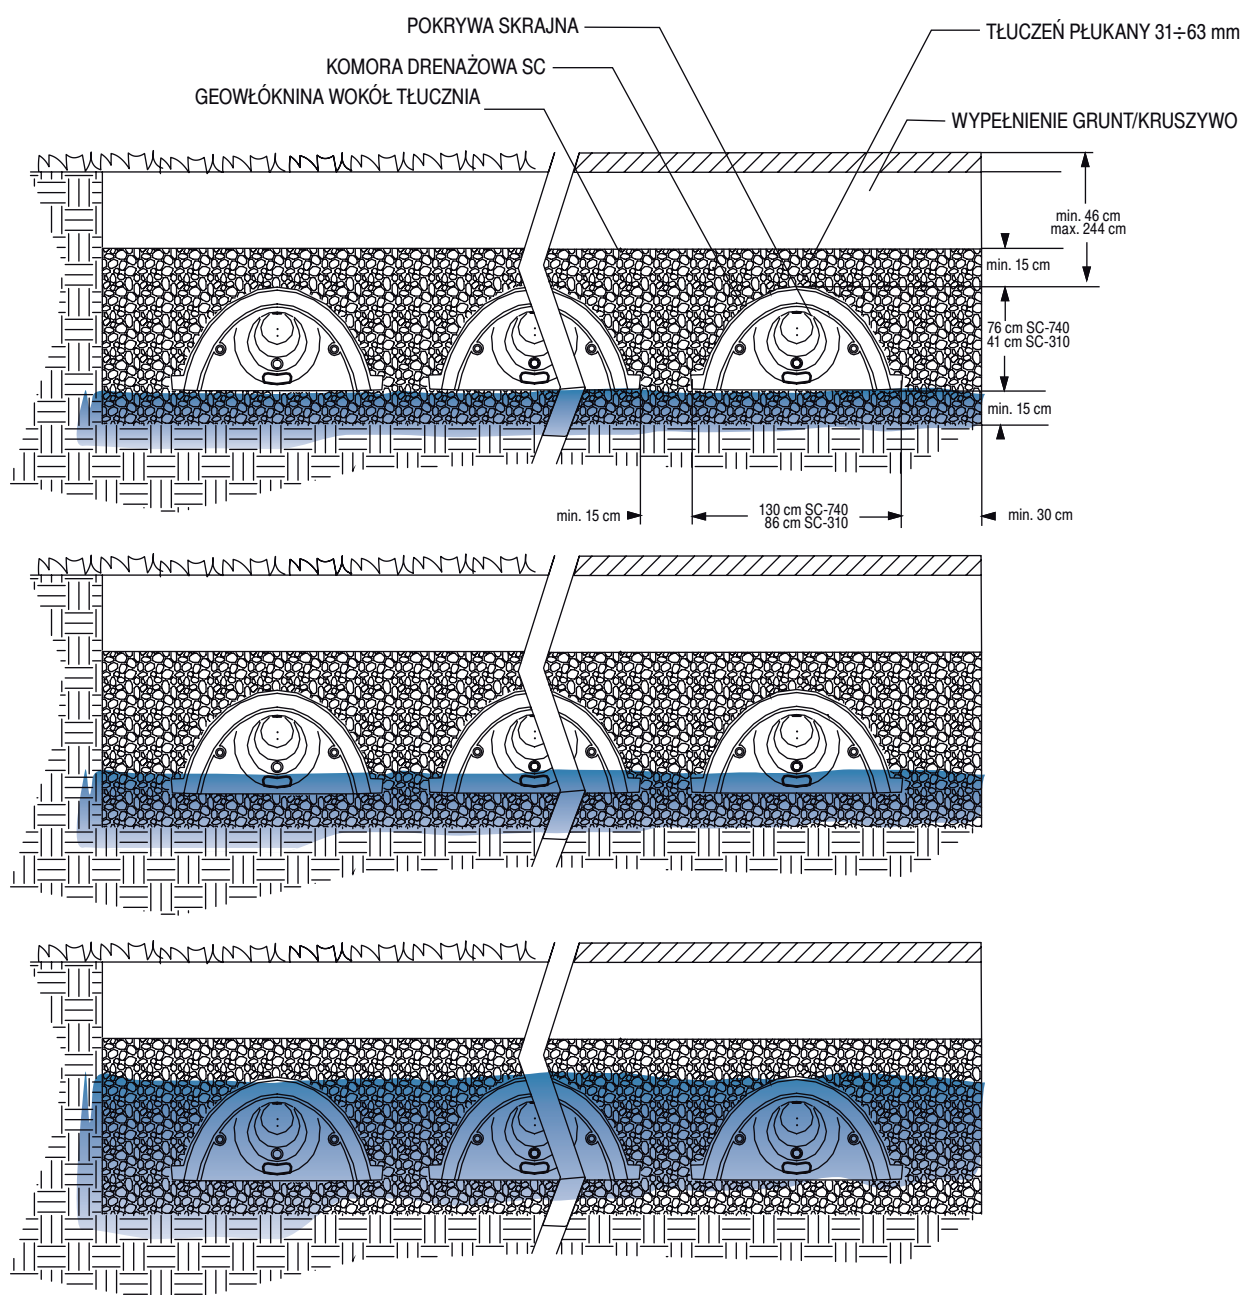 POKRYWA SKRAJNA
TŁUCZEŃ PŁUKANY 31÷63 mm
KOMORA DRENAŻOWA SC
GEOWŁÓKNINA WOKÓŁ TŁUCZNIA
WYPEŁNIENIE GRUNT/KRUSZYWO
min. 46 cm
max. 244 cm
min. 15 cm
76 cm SC-740
41 cm SC-310
min. 15 cm
min. 15 cm
130 cm SC-740
86 cm SC-310
min. 30 cm